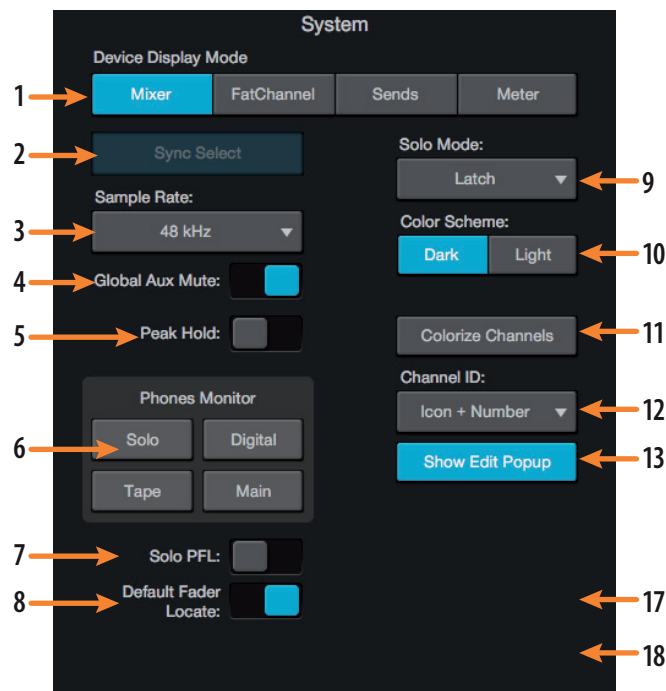 System
Device Display Mode
1 Mixer FatChannel Sends Meter
2 Sync Select
Solo Mode:
Latch 9
Sample Rate:
3 48 kHz
Color Scheme:
Dark Light 10
4 Global Aux Mute:
5 Peak Hold:
Colorize Channels 11
Channel ID:
Icon + Number 12
Phones Monitor
6 Solo Digital
Show Edit Popup 13
Tape Main
7 Solo PFL:
8 Default Fader
Locate:
17
18